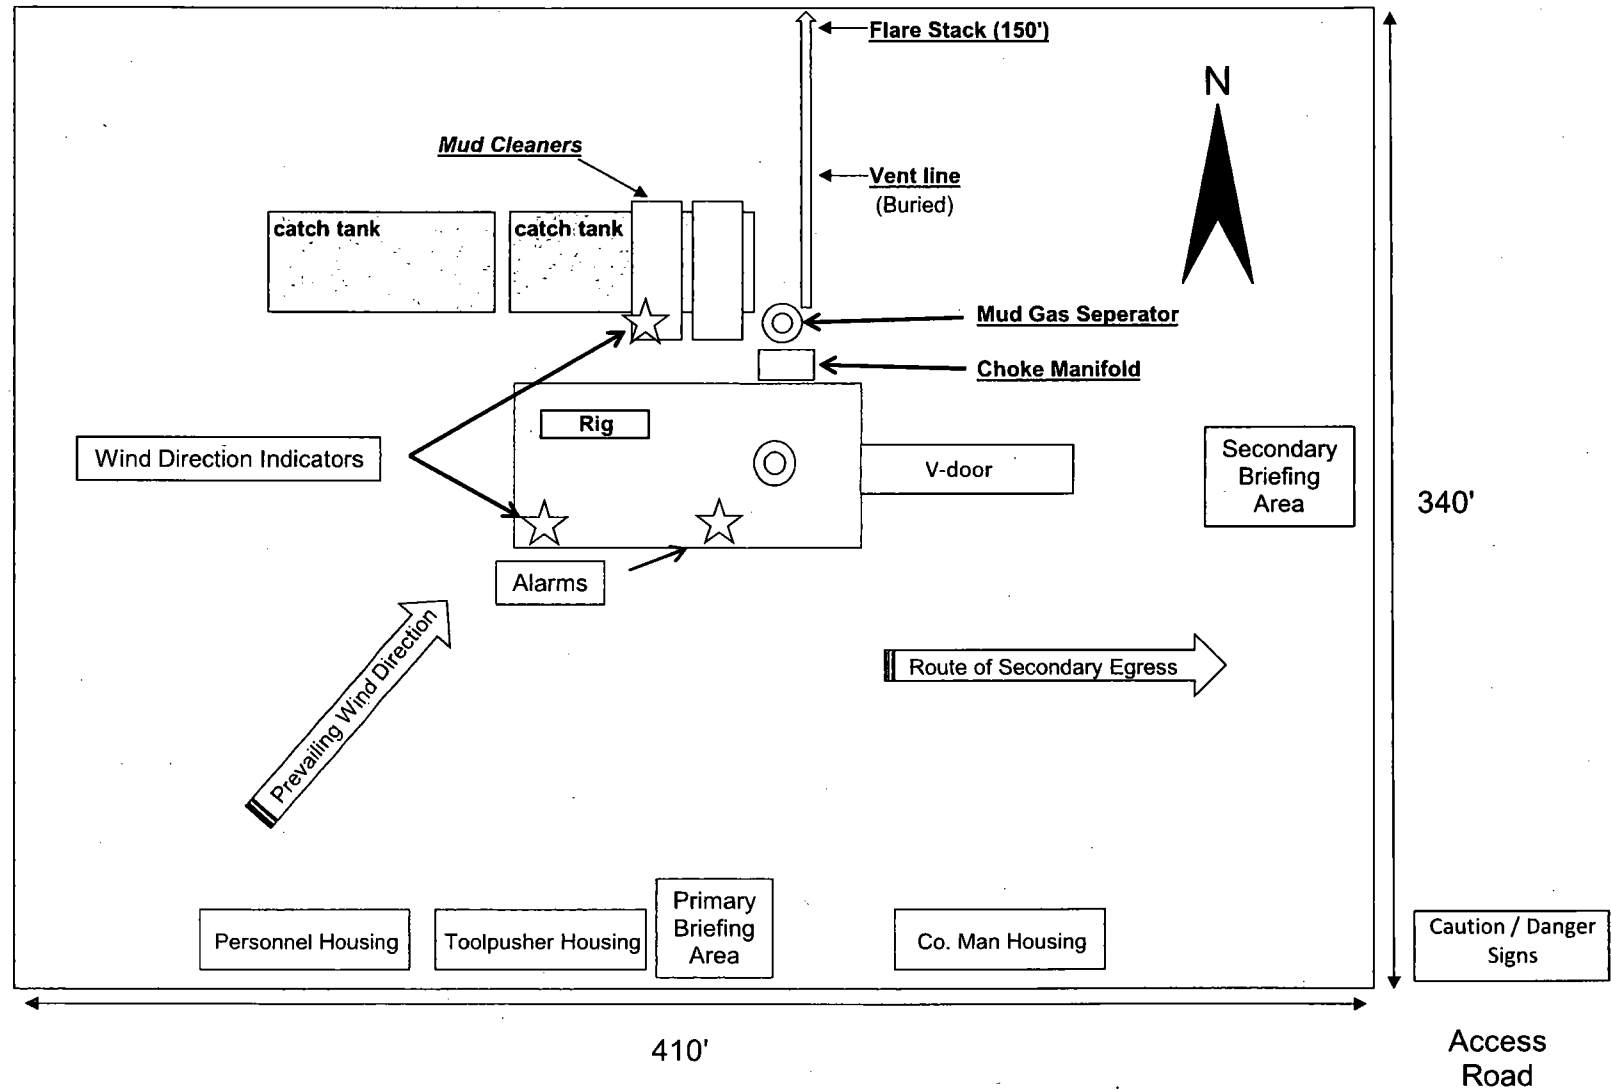 Flare Stack (150')
N
Mud Cleaners
Vent line
(Buried)
catch tank
catch tank
Mud Gas Seperator
Choke Manifold
Rig
Wind Direction Indicators
V-door
Secondary
Briefing
Area
340'
Alarms
Prevailing Wind Direction
Route of Secondary Egress
Personnel Housing
Toolpusher Housing
Primary
Briefing
Area
Co. Man Housing
Caution / Danger
Signs
410'
Access
Road